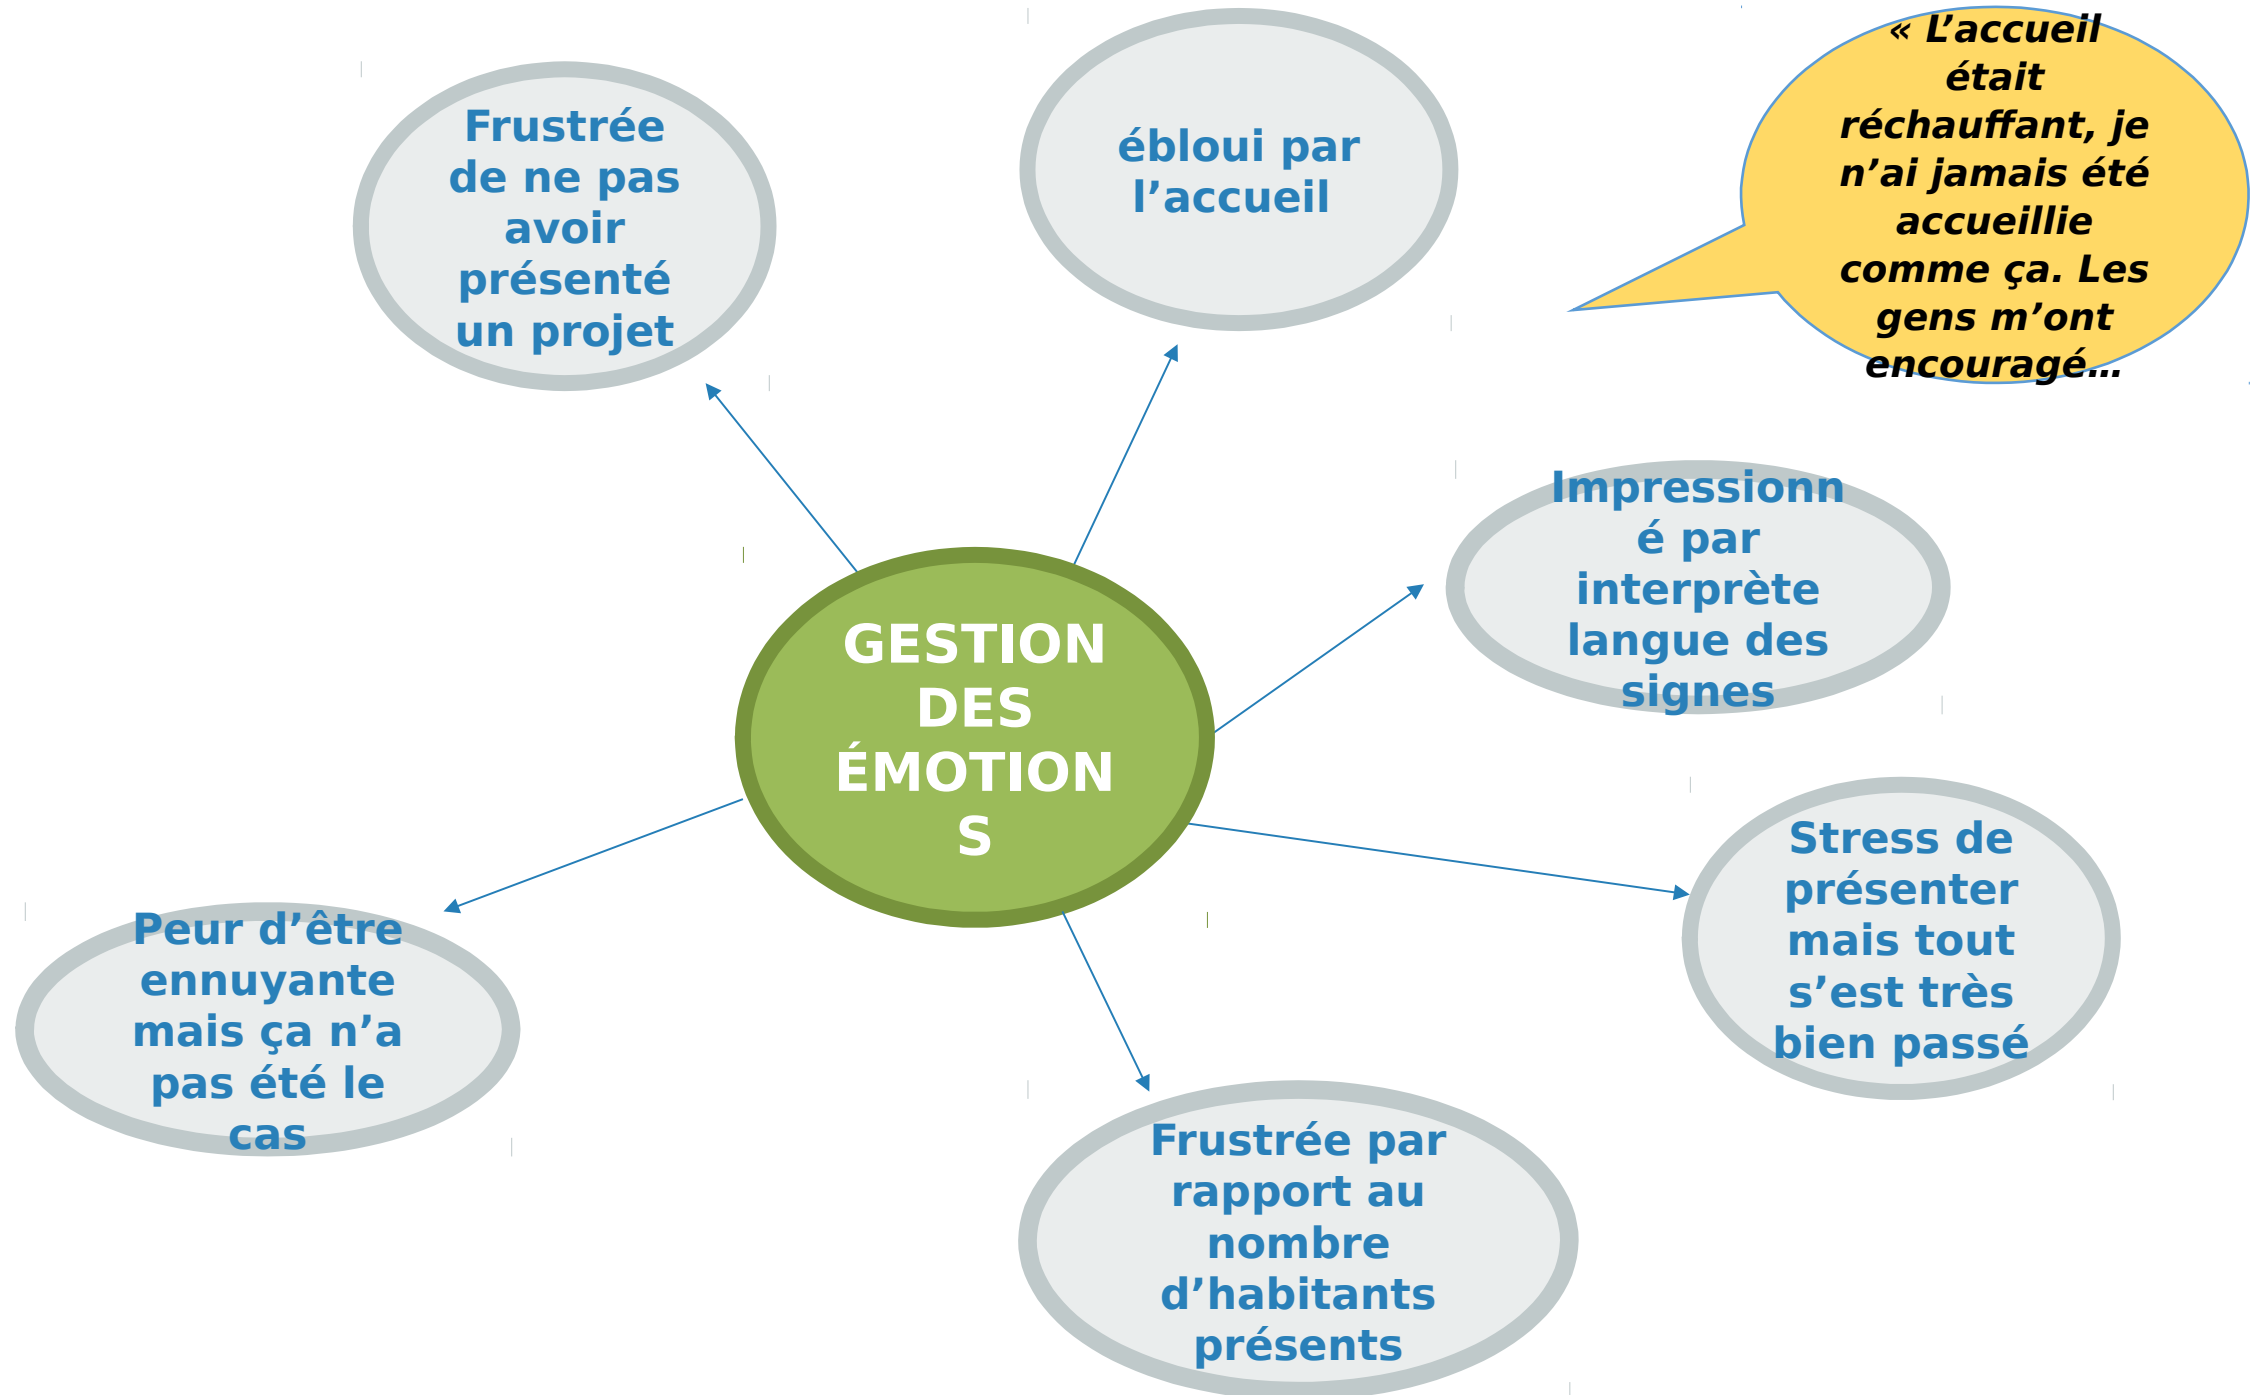 Frustrée
de ne pas
avoir
présenté
un projet
ébloui par
l’accueil
« L’accueil
était
réchauffant, je
n’ai jamais été
accueillie
comme ça. Les
gens m’ont
encouragé…
Impressionn
é par
interprète
langue des
signes
GESTION
DES
ÉMOTION
S
Stress de
présenter
mais tout
s’est très
bien passé
Peur d’être
ennuyante
mais ça n’a
pas été le
cas
Frustrée par
rapport au
nombre
d’habitants
présents